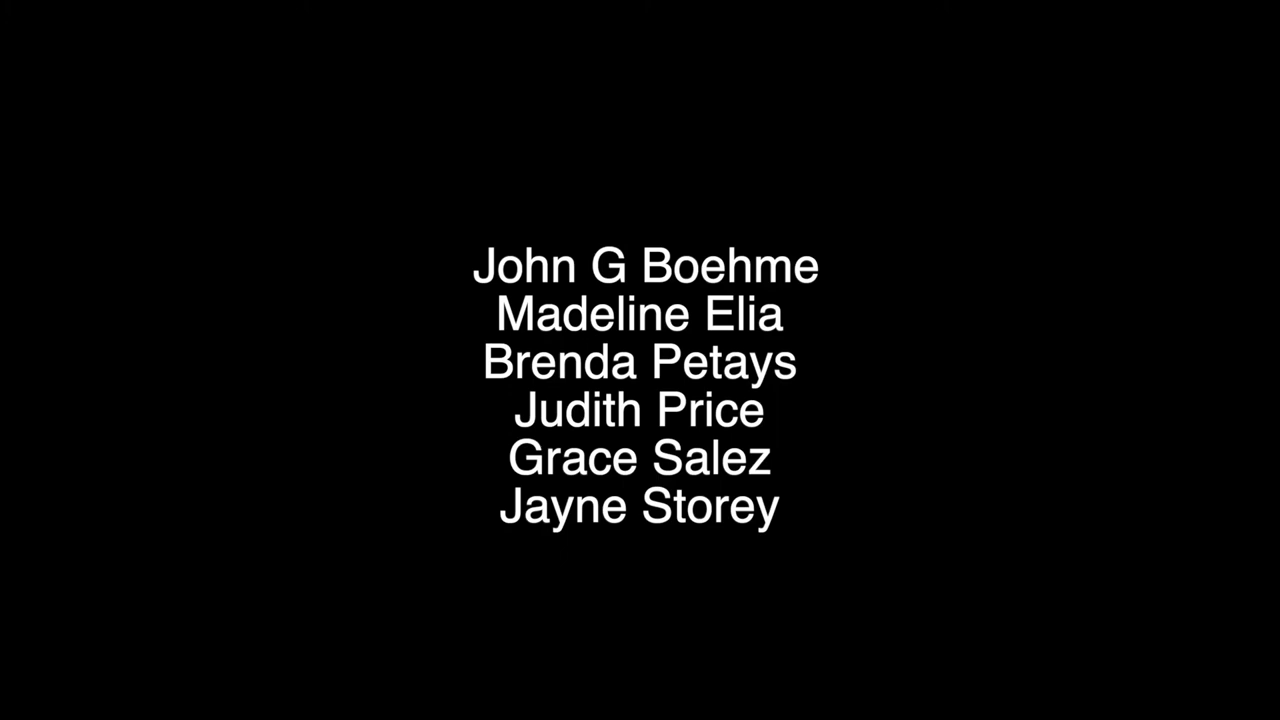 John G Boehme
Madeline Elia
Brenda Petays
Judith Price
Grace Salez
Jayne Storey